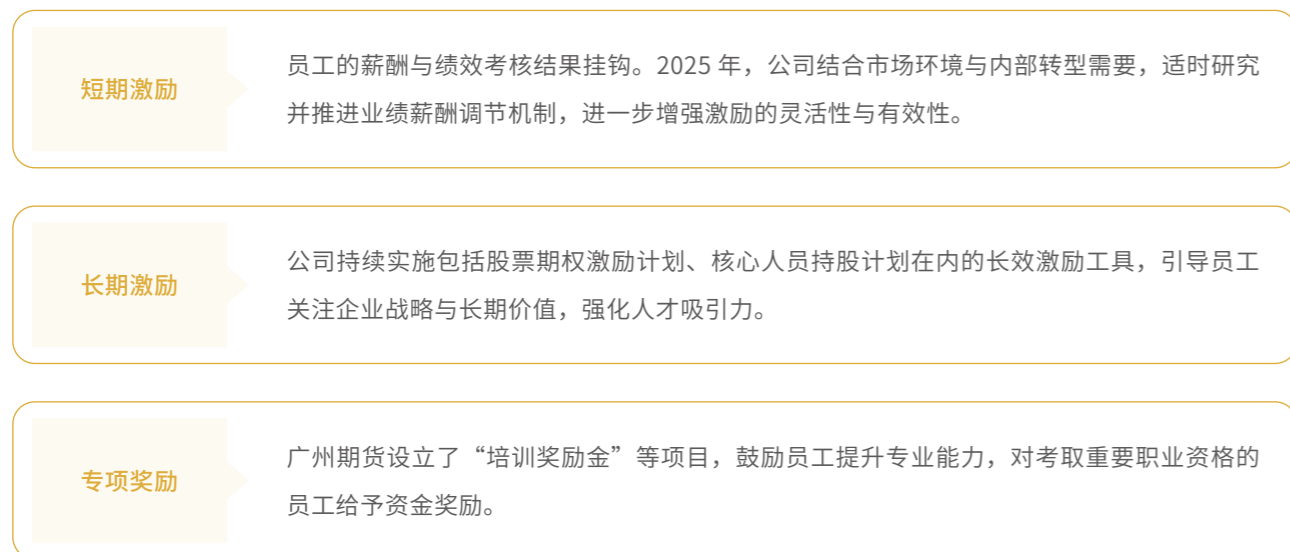 短期激励
员工的薪酬与绩效考核结果挂钩。2025 年，公司结合市场环境与内部转型需要，适时研究
并推进业绩薪酬调节机制，进一步增强激励的灵活性与有效性。
长期激励
公司持续实施包括股票期权激励计划、核心人员持股计划在内的长效激励工具，引导员工
关注企业战略与长期价值，强化人才吸引力。
专项奖励
广州期货设立了“培训奖励金”等项目，鼓励员工提升专业能力，对考取重要职业资格的
员工给予资金奖励。